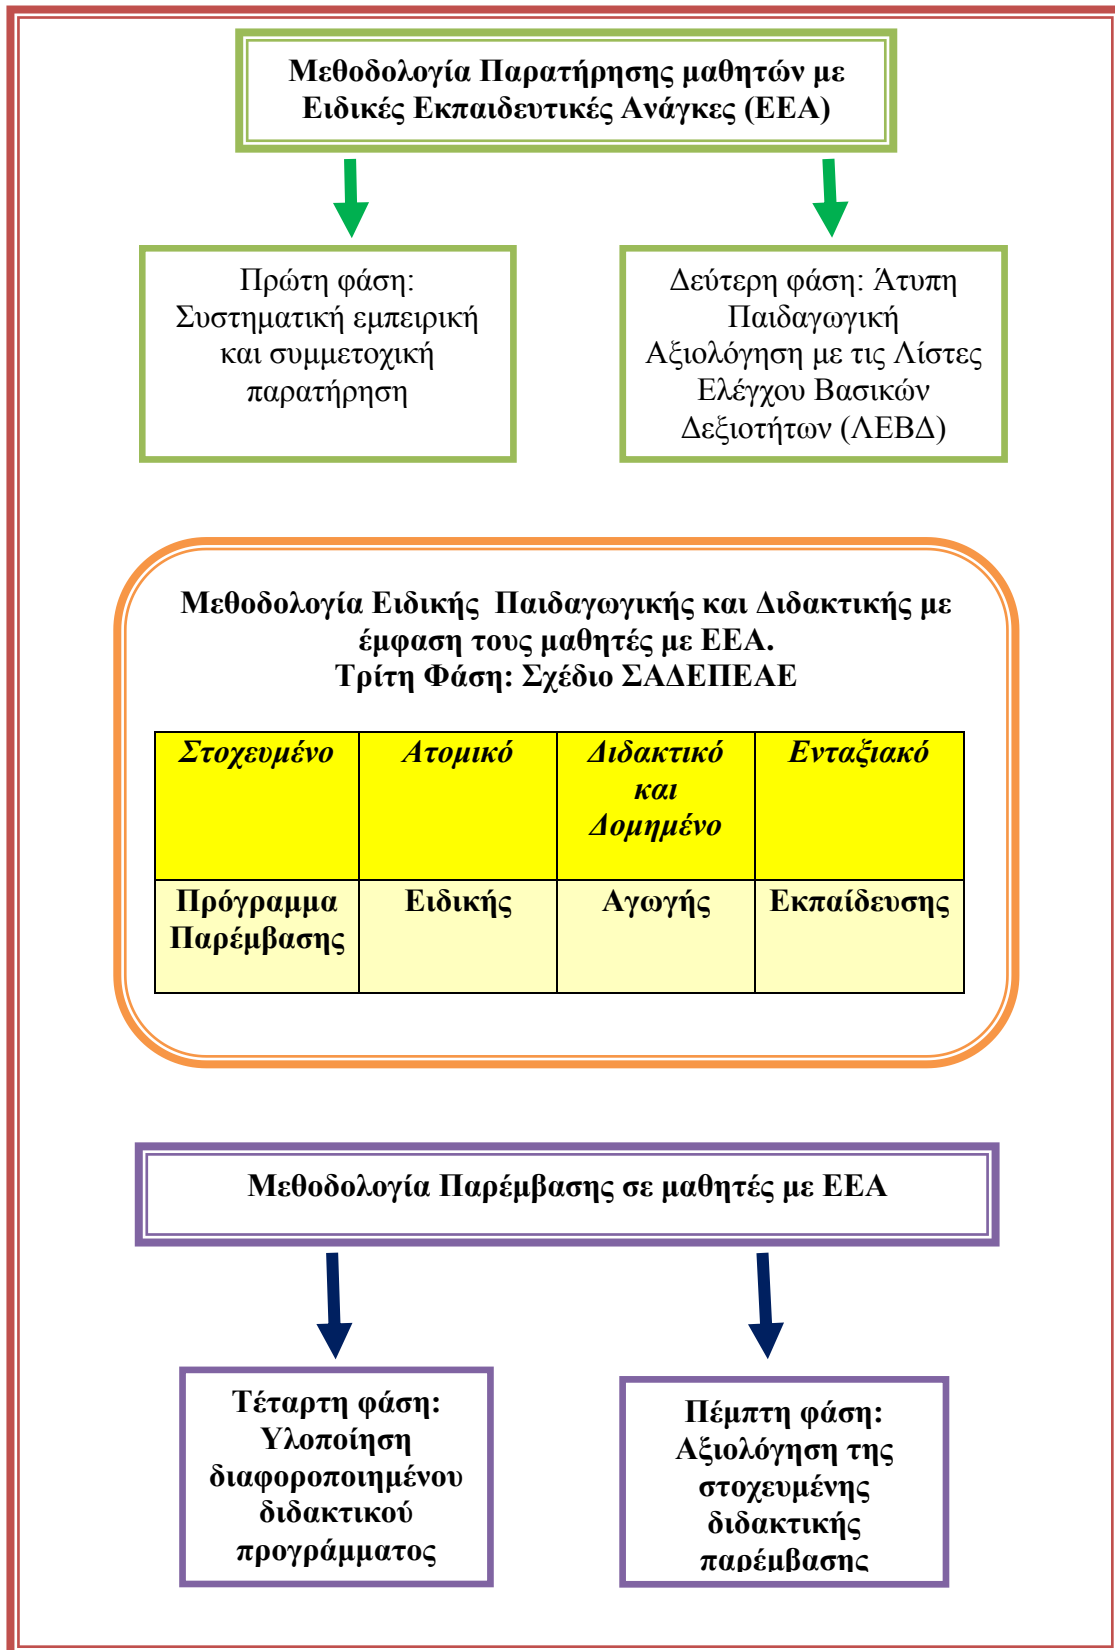 Μεθοδολογία Παρατήρησης μαθητών με
Ειδικές Εκπαιδευτικές Ανάγκες (ΕΕΑ)
Πρώτη φάση:
Συστηματική εμπειρική
και συμμετοχική
παρατήρηση
Δεύτερη φάση: Άτυπη
Παιδαγωγική
Αξιολόγηση με τις Λίστες
Ελέγχου Βασικών
Δεξιοτήτων (ΛΕΒΔ)
Μεθοδολογία Ειδικής Παιδαγωγικής και Διδακτικής με
έμφαση τους μαθητές με ΕΕΑ.
Τρίτη Φάση: Σχέδιο ΣΑΔΕΠΕΑΕ
Στοχευμένο
Ατομικό
Διδακτικό
και
Δομημένο
Ενταξιακό
Πρόγραμμα
Παρέμβασης
Ειδικής
Αγωγής
Εκπαίδευσης
Μεθοδολογία Παρέμβασης σε μαθητές με ΕΕΑ
Τέταρτη φάση:
Υλοποίηση
διαφοροποιημένου
διδακτικού
προγράμματος
Πέμπτη φάση:
Αξιολόγηση της
στοχευμένης
διδακτικής
παρέμβασης